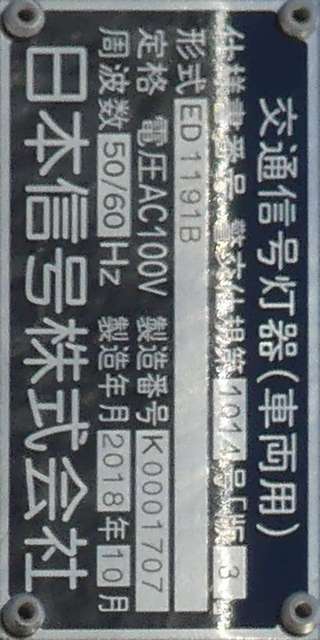 交通信号灯器(車両用)
仕様書番号 警交仕規第1014号 版3
形式 ED1191B
定格 電圧AC100V 製造番号 K0001707
周波数 50/60 Hz 製造年月 2018年10月
日本信号株式会社